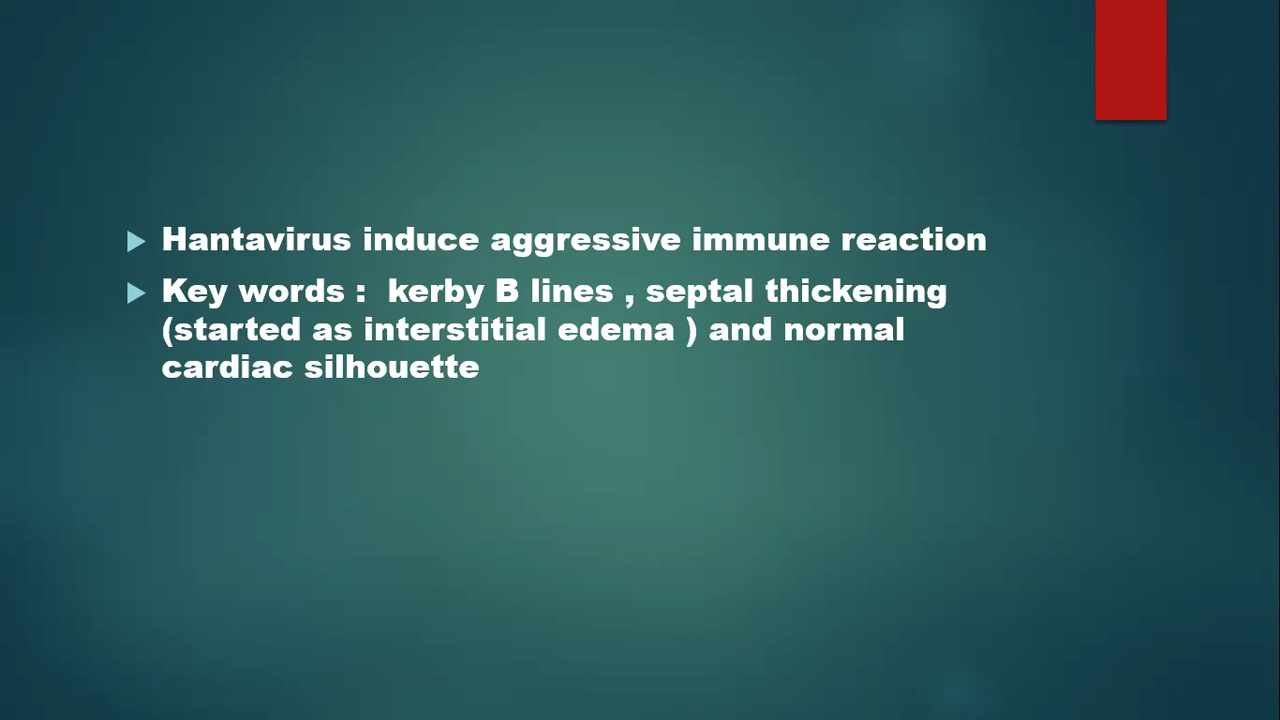 Hantavirus induce aggressive immune reaction
Key words :  kerby B lines , septal thickening
(started as interstitial edema ) and normal
cardiac silhouette